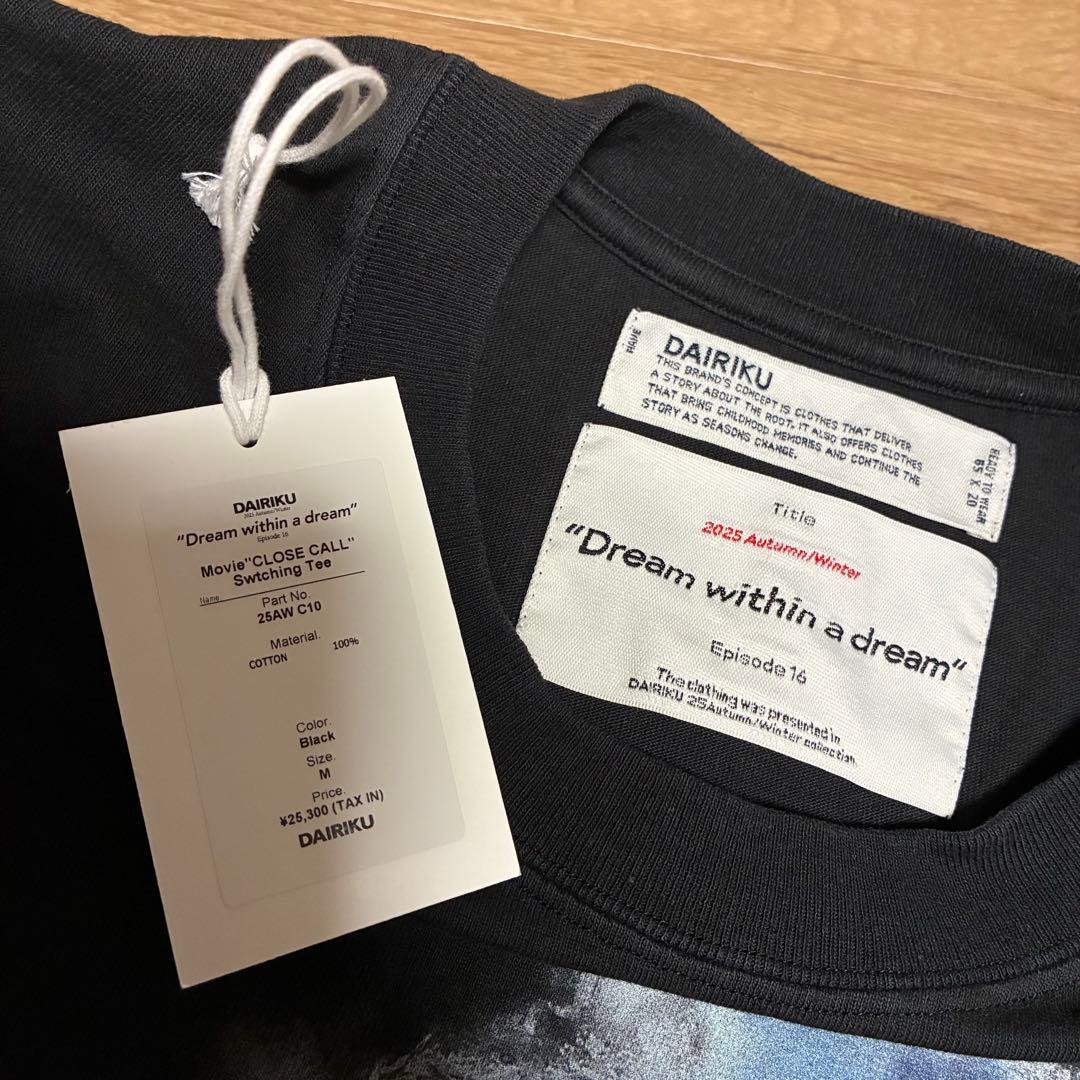 DAIRIKU
2025 Autumn/Winter
"Dream within a dream"
Episode 16
Movie"CLOSE CALL"
Swtching Tee
Name
Part No.
25AW C10
Material.
COTTON 100%
Color.
Black
Size.
M
Price.
¥25,300 (TAX IN)
DAIRIKU
NAME
DAIRIKU
THIS BRAND'S CONCEPT IS CLOTHES THAT DELIVER
A STORY ABOUT THE ROOT. IT ALSO OFFERS CLOTHES
THAT BRING CHILDHOOD MEMORIES AND CONTINUE THE
STORY AS SEASONS CHANGE.
READY TO WEAR
65 X 20
Title
2025 Autumn/Winter
"Dream within a dream"
Episode 16
The clothing was presented in
DAIRIKU 25Autumn/Winter collection.